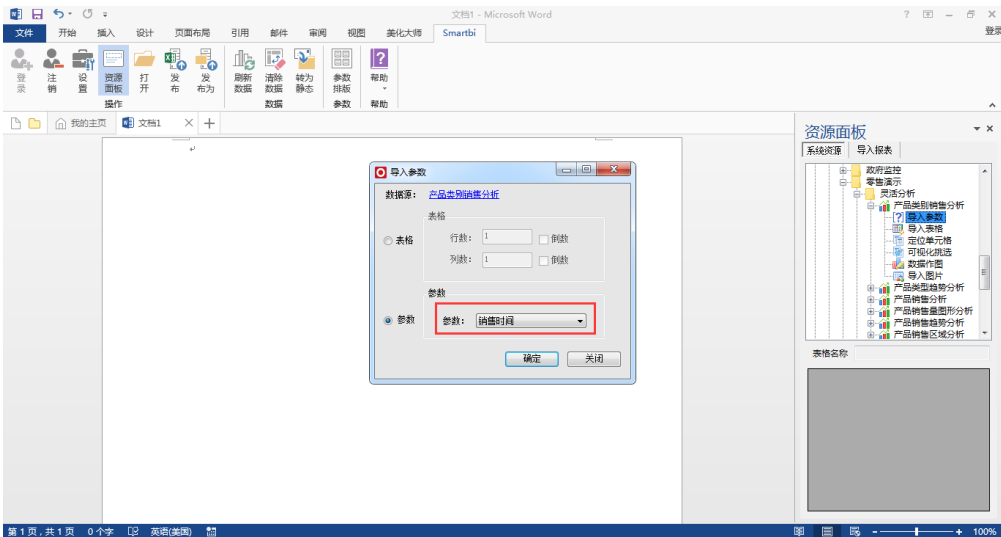 文档1 - Microsoft Word
登录
文件 开始 插入 设计 页面布局 引用 邮件 审阅 视图 美化大师 Smartbi
登录 注销 设置 资源面板 打开 发布 发布为 刷新数据 清除数据 转为静态 参数排版 帮助
操作 数据 参数 帮助
我的主页 文档1
资源面板
系统资源 导入报表
政府监控
零售演示
灵活分析
产品类别销售分析
导入参数
导入表格
定位单元格
可视化挑选
数据作图
导入图片
产品类型趋势分析
产品销售分析
产品销售量图形分析
产品销售趋势分析
产品销售区域分析
表格名称
导入参数
数据源: 产品类别销售分析
表格
表格
行数: 1 倒数
列数: 1 倒数
参数
参数
参数: 销售时间
确定 关闭
第 1 页,共 1 页 0 个字 英语(美国)
100%